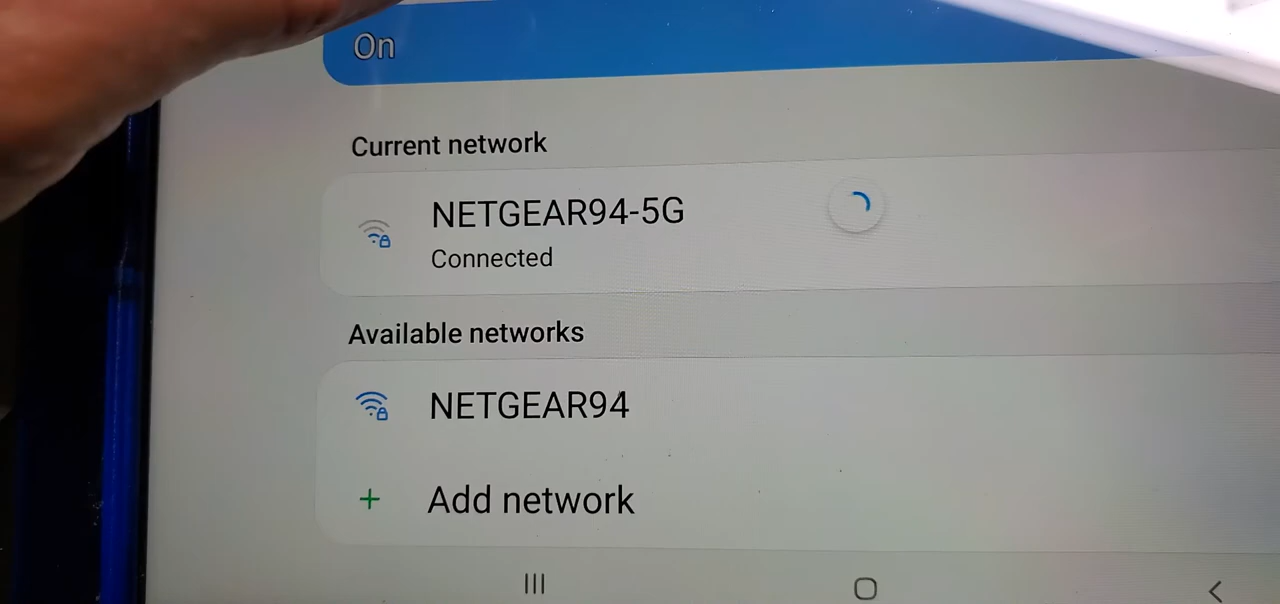 On
Current network
NETGEAR94-5G
Connected
Available networks
NETGEAR94
Add network